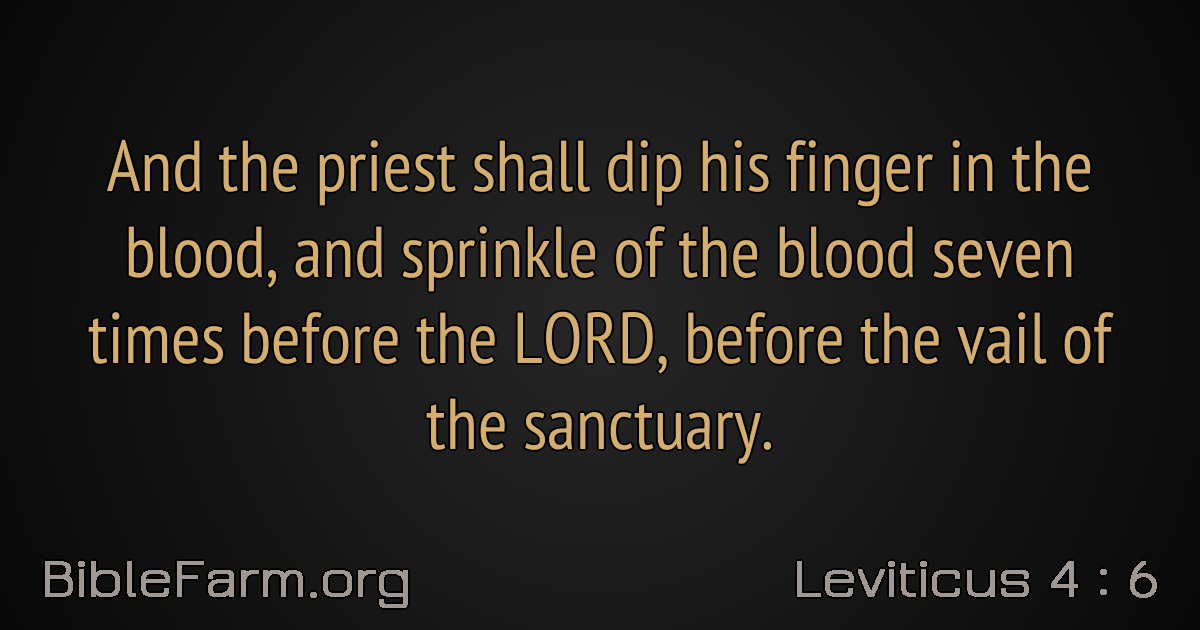 And the priest shall dip his finger in the
blood, and sprinkle of the blood seven
times before the LORD, before the vail of
the sanctuary.
BibleFarm.org
Leviticus 4 : 6